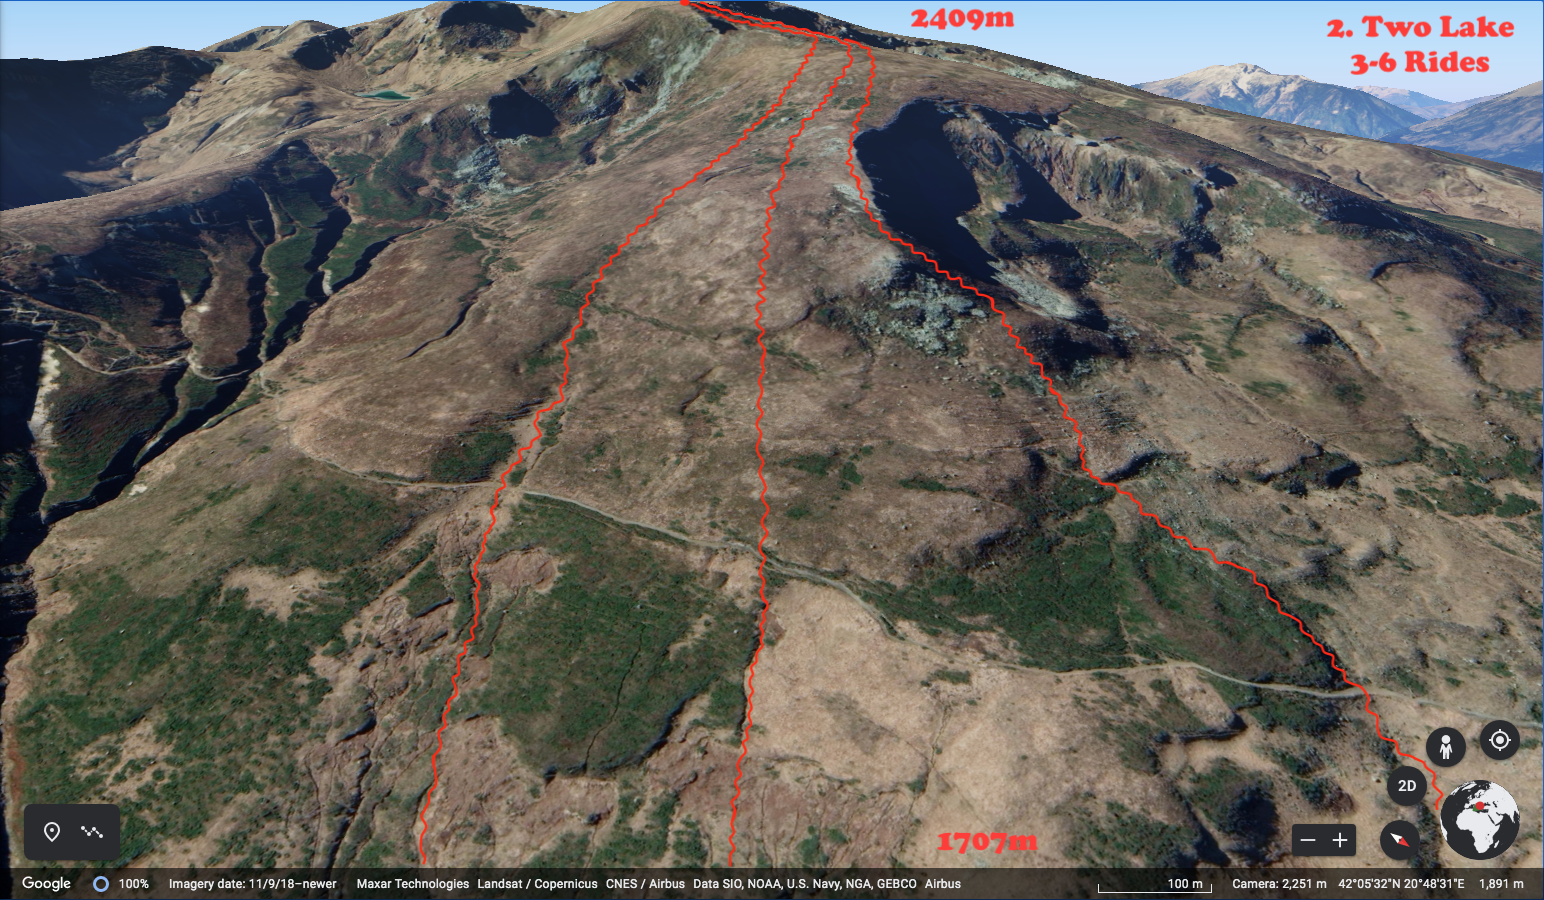 2409m
2. Two Lake
3-6 Rides
2D
1707m
Google 100% Imagery date: 11/9/18–newer Maxar Technologies Landsat / Copernicus CNES / Airbus Data SIO, NOAA, U.S. Navy, NGA, GEBCO Airbus 100 m Camera: 2,251 m 42°05'32"N 20°48'31"E 1,891 m